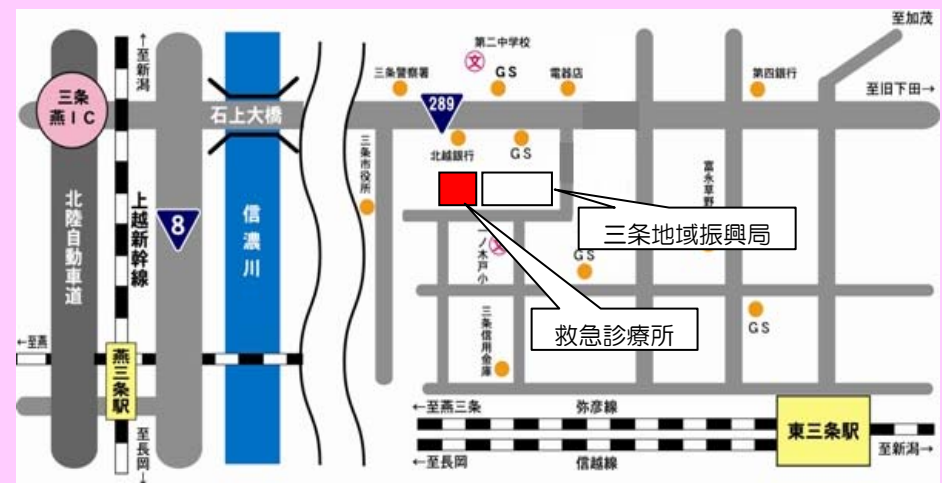 至加茂
↑至新潟
第二中学校
文
三条警察署
GS
電器店
第四銀行
三条
燕IC
石上大橋
289
至旧下田→
北越銀行
GS
三条市役所
富永草野
北陸自動車道
上越新幹線
8
信濃川
三条地域振興局
一ノ木戸小
文
GS
救急診療所
三条信用金庫
GS
←至燕
燕三条駅
←至燕三条
弥彦線
東三条駅
至新潟→
←至長岡
信越線
至長岡↓